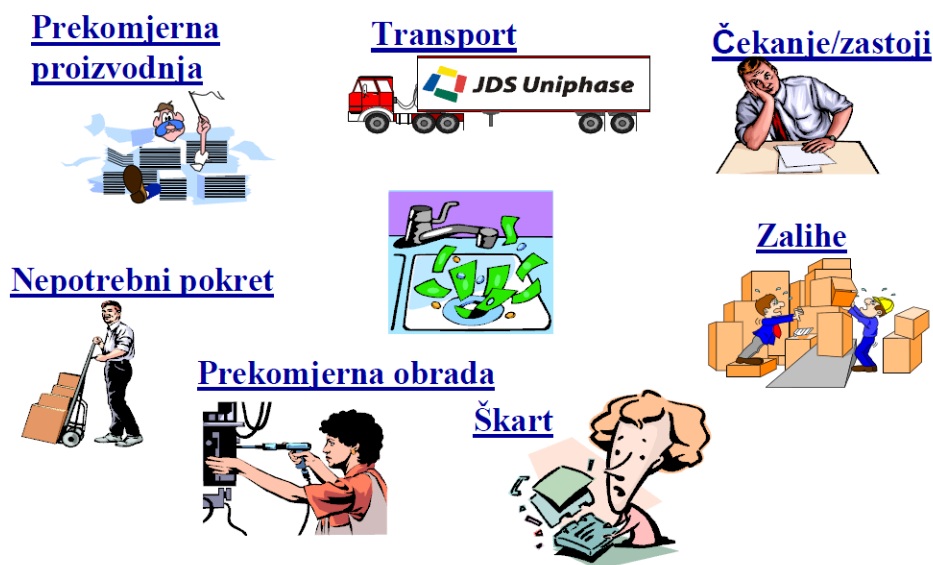 Prekomjerna
proizvodnja
Transport
JDS Uniphase
Čekanje/zastoji
Zalihe
Nepotrebni pokret
Prekomjerna obrada
Škart